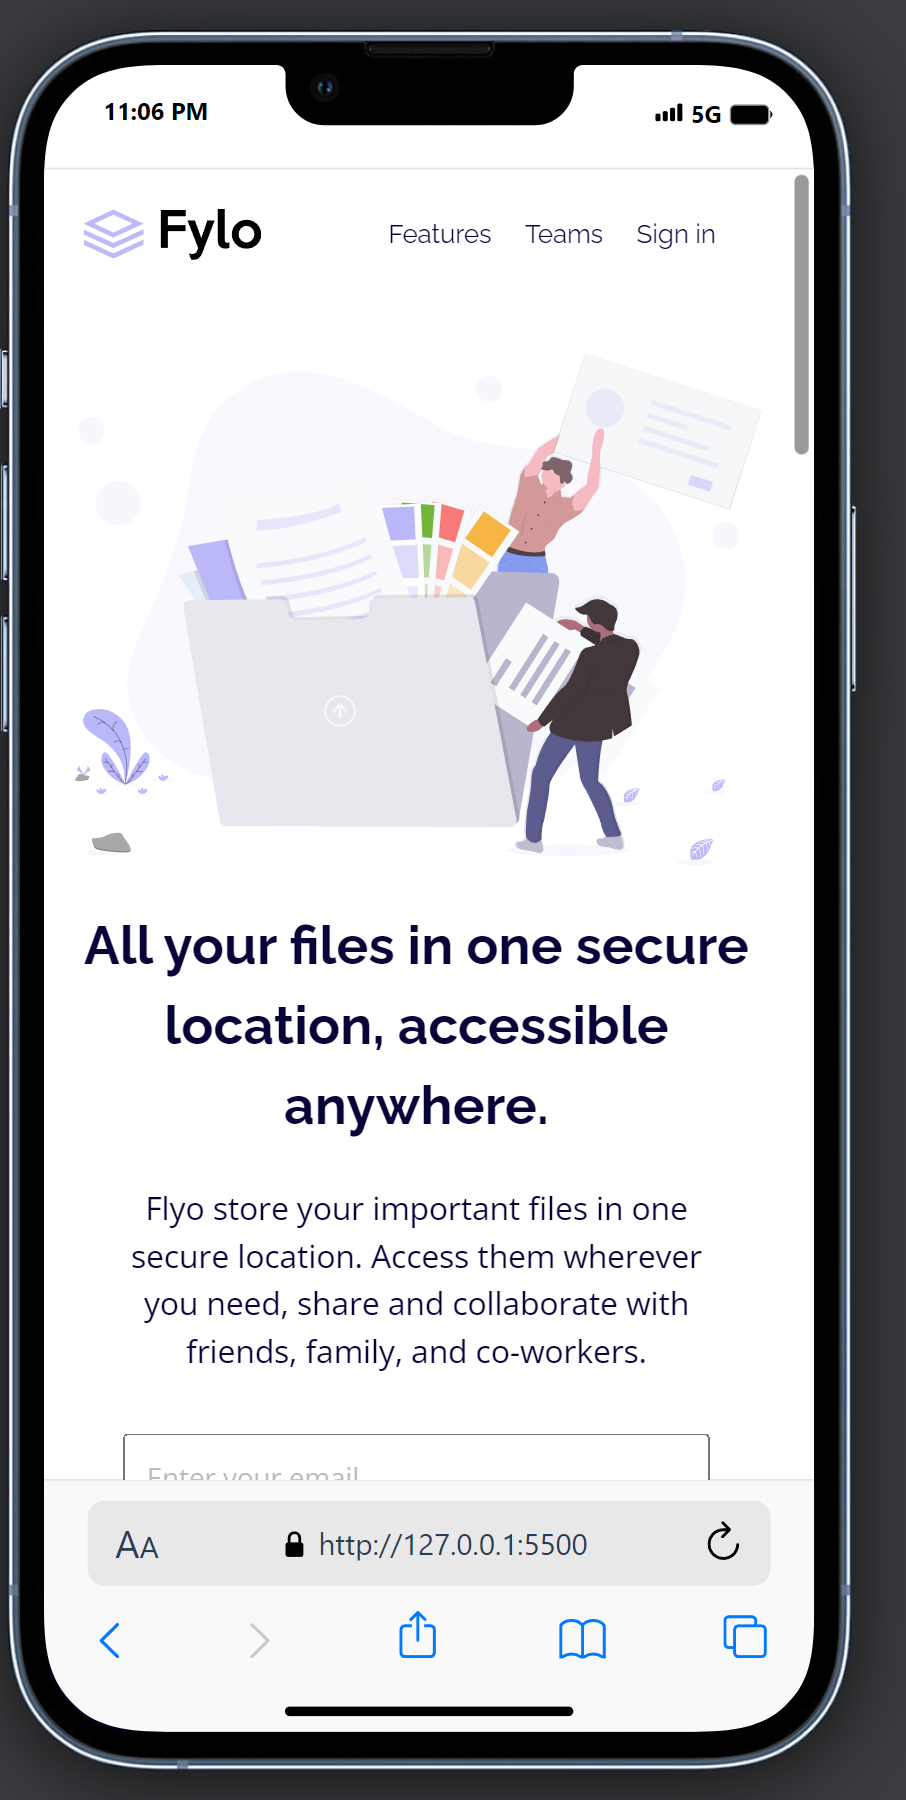 11:06 PM 5G
Fylo Features Teams Sign in
All your files in one secure
location, accessible
anywhere.
Flyo store your important files in one
secure location. Access them wherever
you need, share and collaborate with
friends, family, and co-workers.
Enter your email
AA http://127.0.0.1:5500